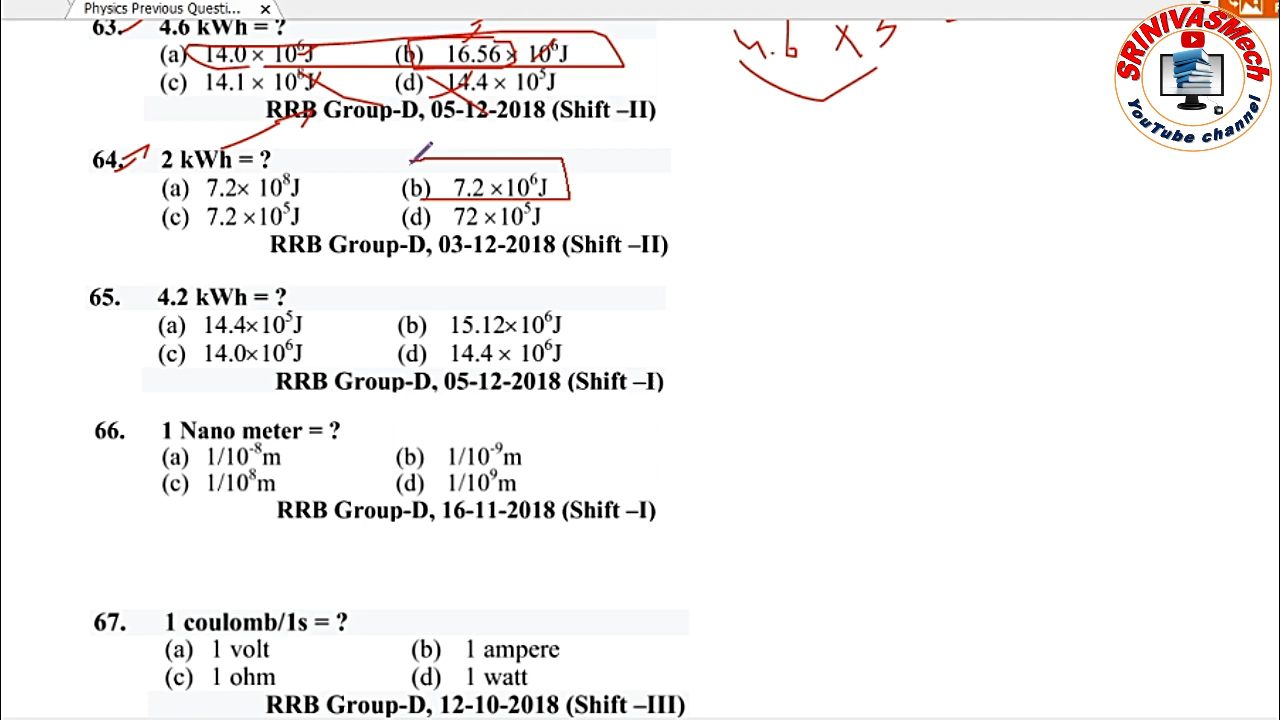 Physics Previous Questi... x
63. 4.6 kWh = ?
(a) 14.0 × 10⁶J (b) 16.56 × 10⁶J
(c) 14.1 × 10⁸J (d) 14.4 × 10⁵J
RRB Group-D, 05-12-2018 (Shift –II)
4.6 × 3
64. 2 kWh = ?
(a) 7.2× 10⁸J (b) 7.2 ×10⁶J
(c) 7.2 ×10⁵J (d) 72 ×10⁵J
RRB Group-D, 03-12-2018 (Shift –II)
65. 4.2 kWh = ?
(a) 14.4×10⁵J (b) 15.12×10⁶J
(c) 14.0×10⁶J (d) 14.4 × 10⁶J
RRB Group-D, 05-12-2018 (Shift –I)
66. 1 Nano meter = ?
(a) 1/10⁻⁸m (b) 1/10⁻⁹m
(c) 1/10⁸m (d) 1/10⁹m
RRB Group-D, 16-11-2018 (Shift –I)
67. 1 coulomb/1s = ?
(a) 1 volt (b) 1 ampere
(c) 1 ohm (d) 1 watt
RRB Group-D, 12-10-2018 (Shift –III)
SRINIVASMech
YouTube channel